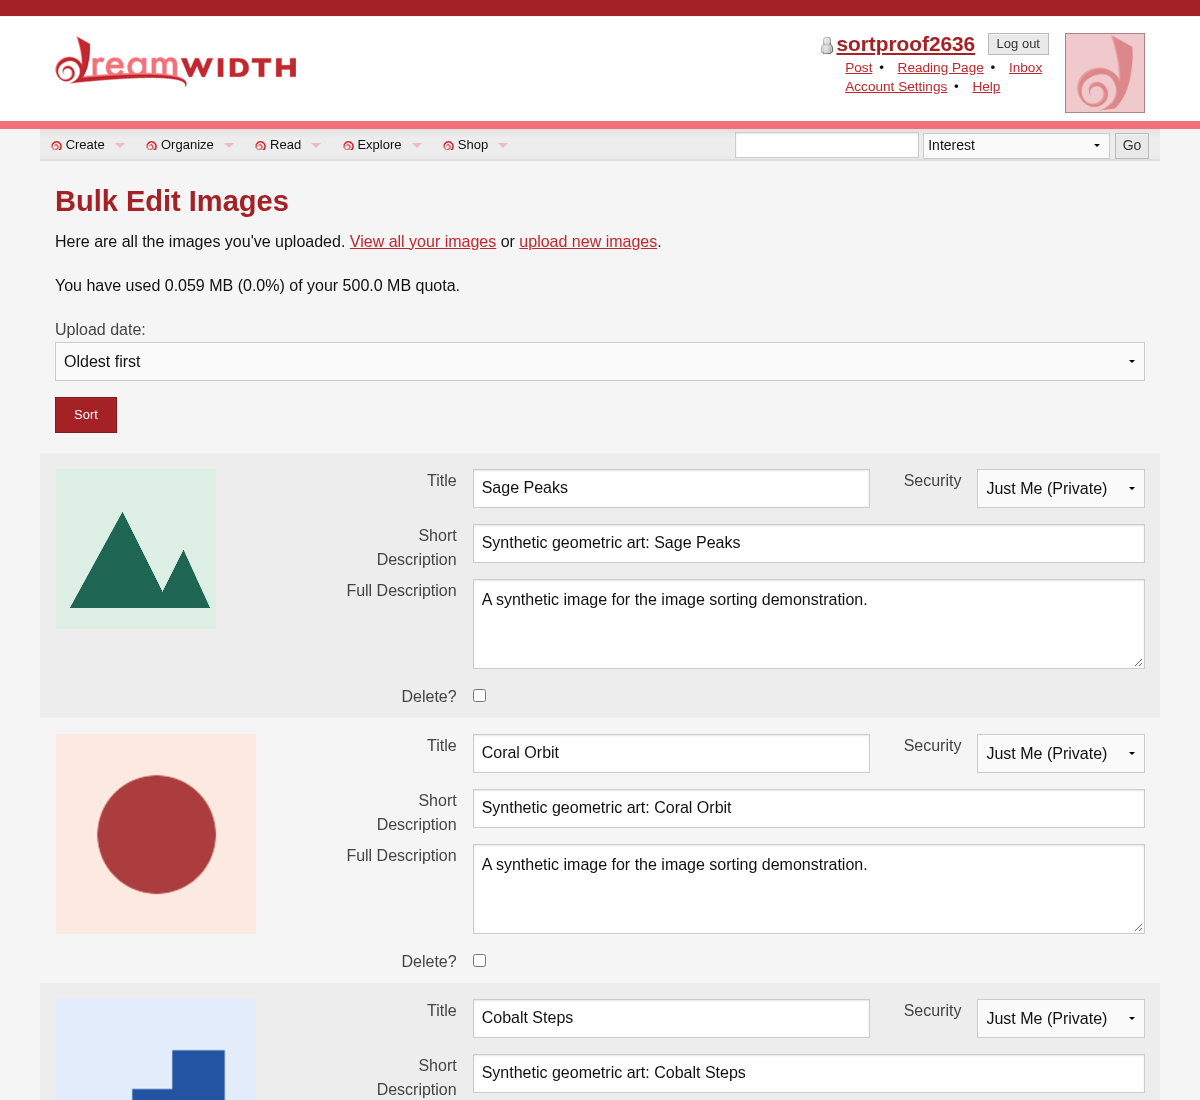 dreamWIDTH
sortproof2636 Log out
Post • Reading Page • Inbox
Account Settings • Help
Create Organize Read Explore Shop Interest Go
Bulk Edit Images
Here are all the images you've uploaded. View all your images or upload new images.
You have used 0.059 MB (0.0%) of your 500.0 MB quota.
Upload date:
Oldest first
Sort
Title Sage Peaks Security Just Me (Private)
Short
Description Synthetic geometric art: Sage Peaks
Full Description A synthetic image for the image sorting demonstration.
Delete?
Title Coral Orbit Security Just Me (Private)
Short
Description Synthetic geometric art: Coral Orbit
Full Description A synthetic image for the image sorting demonstration.
Delete?
Title Cobalt Steps Security Just Me (Private)
Short
Description Synthetic geometric art: Cobalt Steps